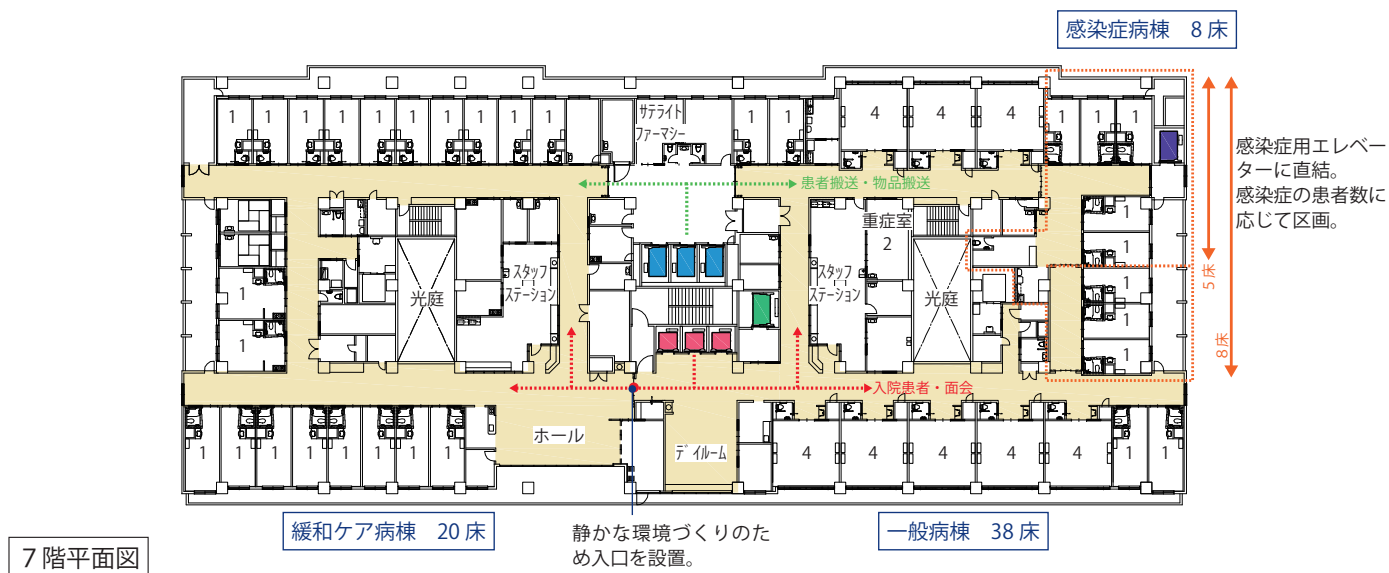 感染症病棟 8 床
1 1 1 1 1 1 1 1 1 1
サテライト
ファーマシー
1 1
4 4 4
1 1 1
感染症用エレベー
ターに直結。
感染症の患者数に
応じて区画。
患者搬送・物品搬送
重症室
2
1
1
1
1
1
5 床
8 床
1
1
光庭
スタッフ
ステーション
スタッフ
ステーション
光庭
入院患者・面会
1 1 1 1 1 1 1
ホール
デイルーム
4 4 4 4 4
1 1
緩和ケア病棟 20 床
静かな環境づくりのた
め入口を設置。
一般病棟 38 床
7 階平面図